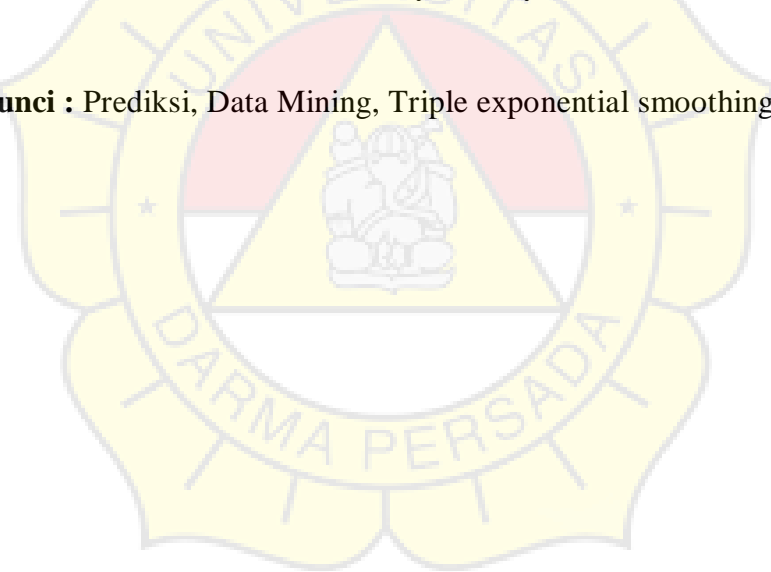 UNIVERSITAS
unci : Prediksi, Data Mining, Triple exponential smoothing
DARMA PERSADA